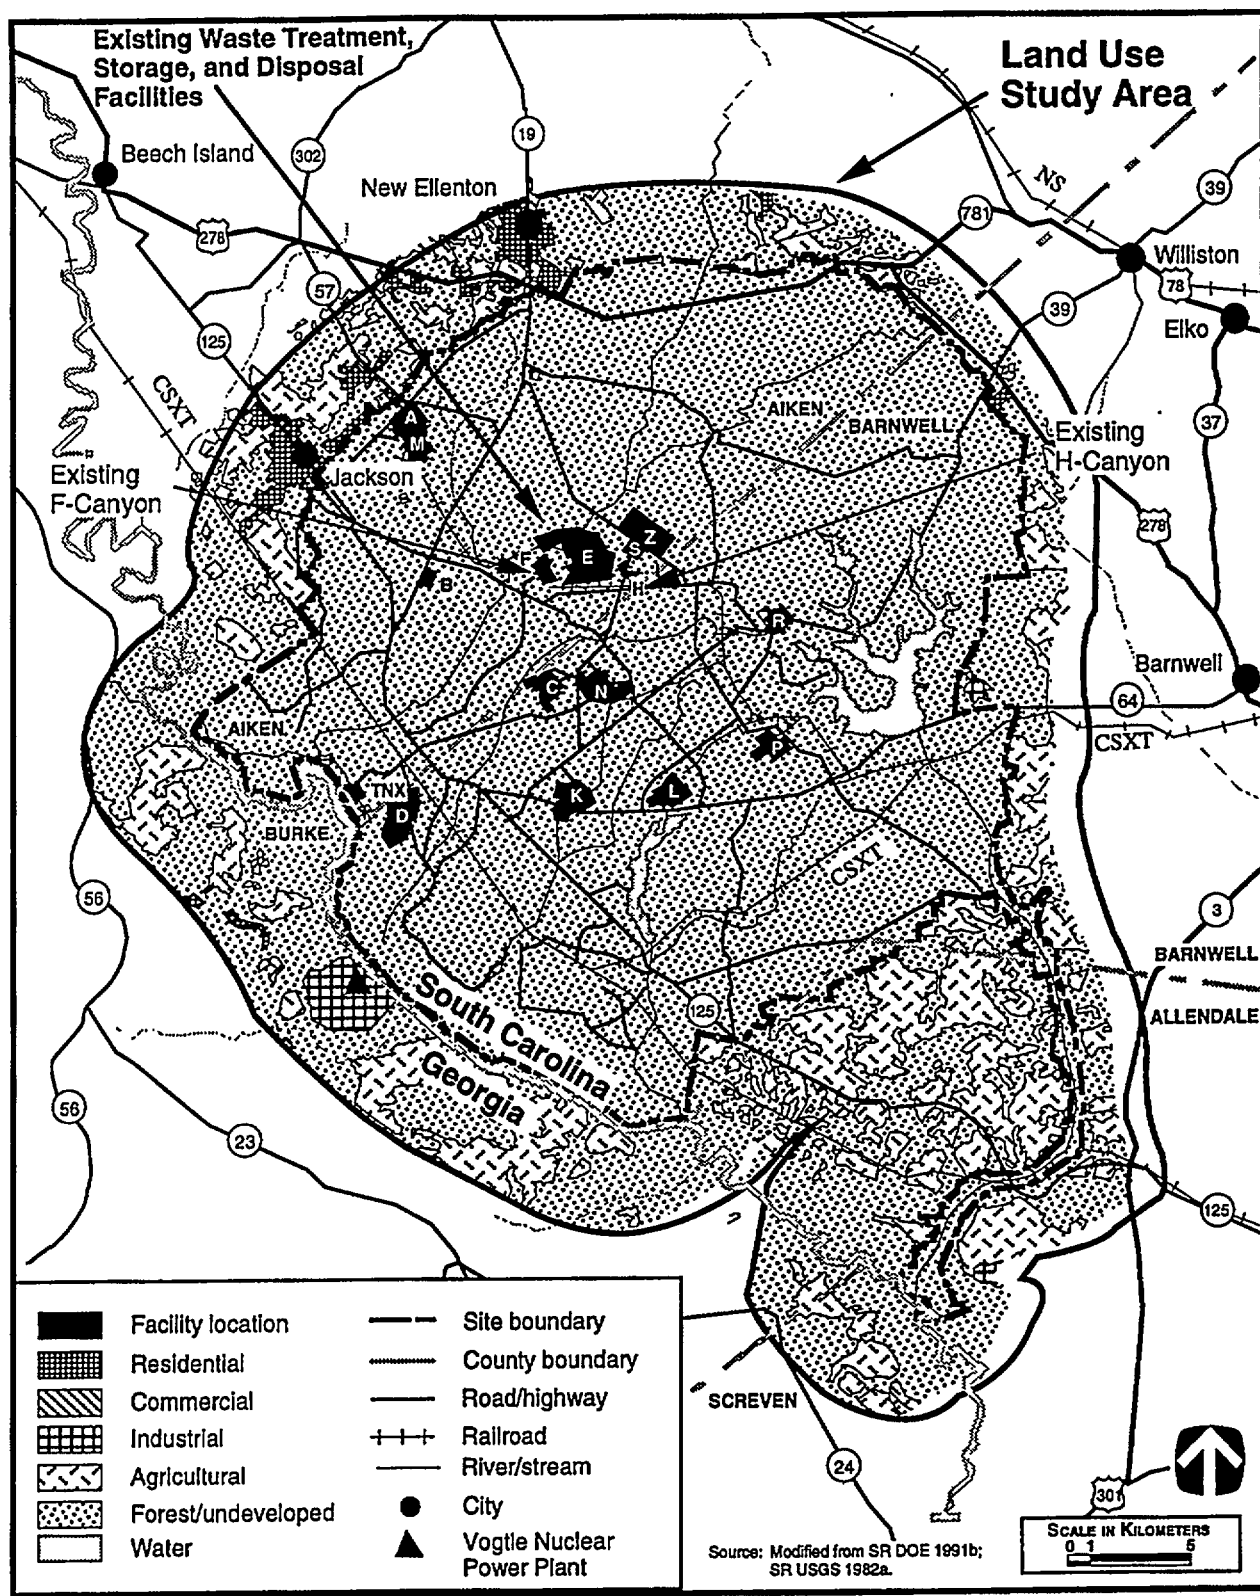 Existing Waste Treatment,
Storage, and Disposal
Facilities
Land Use
Study Area
19
Beech Island
302
New Ellenton
NS
39
781
278
Williston
78
57
39
Elko
125
CSXT
AIKEN
BARNWELL
37
A
M
Existing
H-Canyon
Existing
F-Canyon
Jackson
278
Z
S
E
F
H
B
R
Barnwell
C
N
64
AIKEN
P
CSXT
TNX
K
L
D
BURKE
CSXT
56
3
BARNWELL
125
ALLENDALE
South Carolina
Georgia
56
23
125
Facility location
Residential
Commercial
Industrial
Agricultural
Forest/undeveloped
Water
Site boundary
County boundary
Road/highway
Railroad
River/stream
City
Vogtle Nuclear
Power Plant
SCREVEN
24
301
SCALE IN KILOMETERS
0 1 5
Source: Modified from SR DOE 1991b;
SR USGS 1982a.